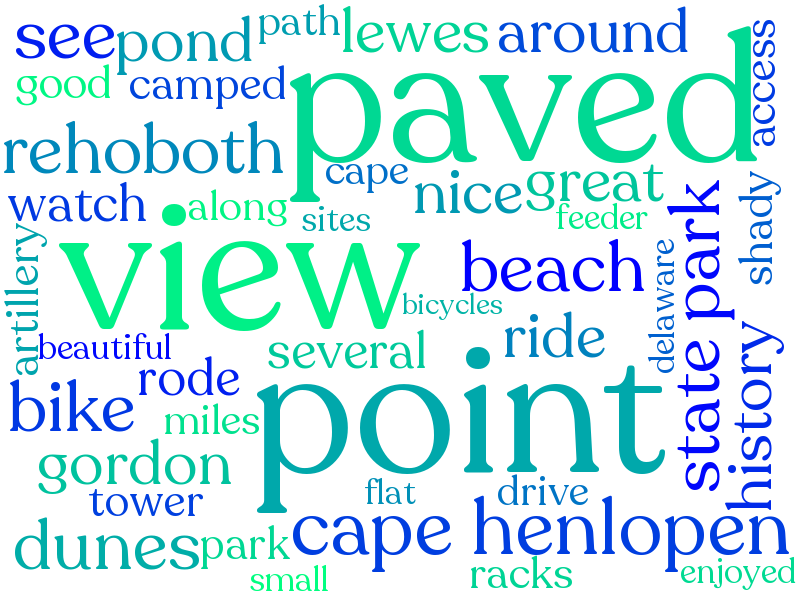 see
pond
path
lewes
around
good
camped
paved
access
rehoboth
cape
nice
great
watch
along
sites
feeder
shady
artillery
view
beach
delaware
state park
bicycles
beautiful
several
ride
history
bike
rode
miles
point
gordon
tower
flat
drive
dunes
park
cape henlopen
small
racks
enjoyed